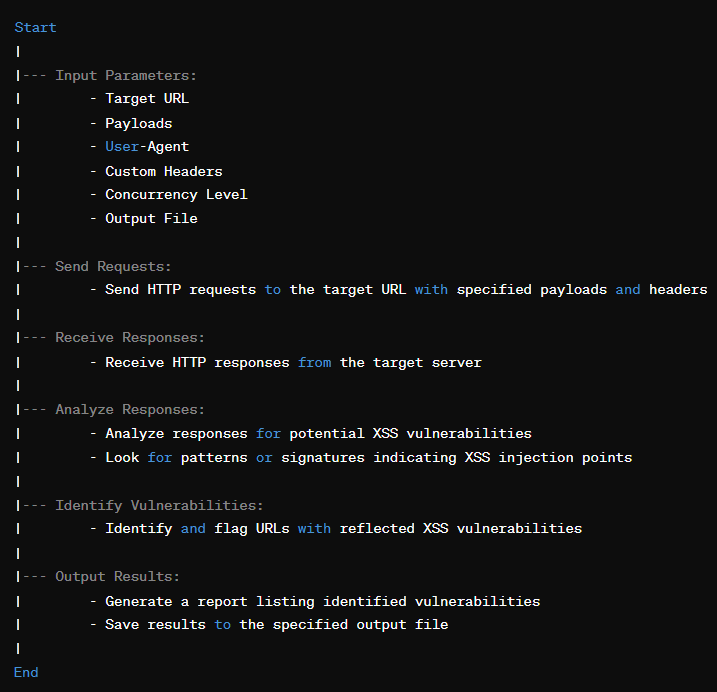 Start
|
|--- Input Parameters:
|        - Target URL
|        - Payloads
|        - User-Agent
|        - Custom Headers
|        - Concurrency Level
|        - Output File
|
|--- Send Requests:
|        - Send HTTP requests to the target URL with specified payloads and headers
|
|--- Receive Responses:
|        - Receive HTTP responses from the target server
|
|--- Analyze Responses:
|        - Analyze responses for potential XSS vulnerabilities
|        - Look for patterns or signatures indicating XSS injection points
|
|--- Identify Vulnerabilities:
|        - Identify and flag URLs with reflected XSS vulnerabilities
|
|--- Output Results:
|        - Generate a report listing identified vulnerabilities
|        - Save results to the specified output file
|
End